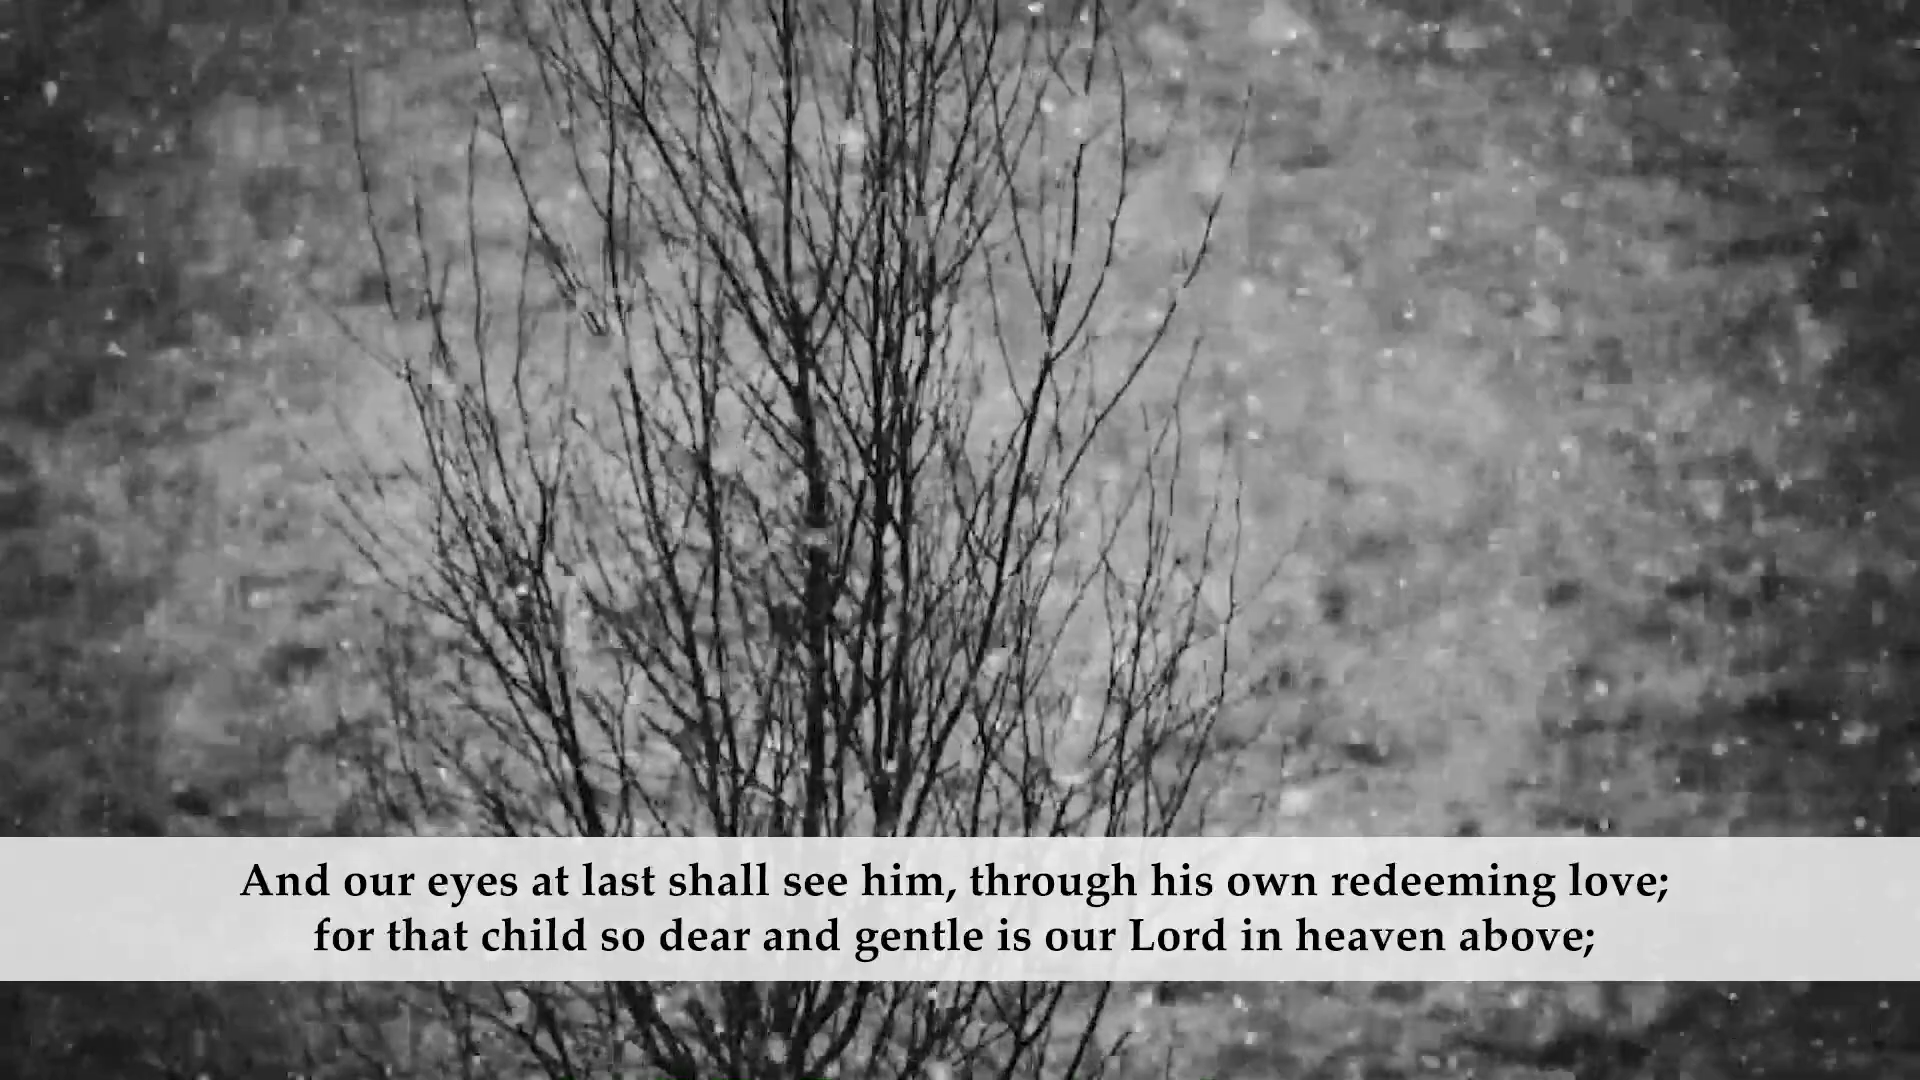 And our eyes at last shall see him, through his own redeeming love;
for that child so dear and gentle is our Lord in heaven above;